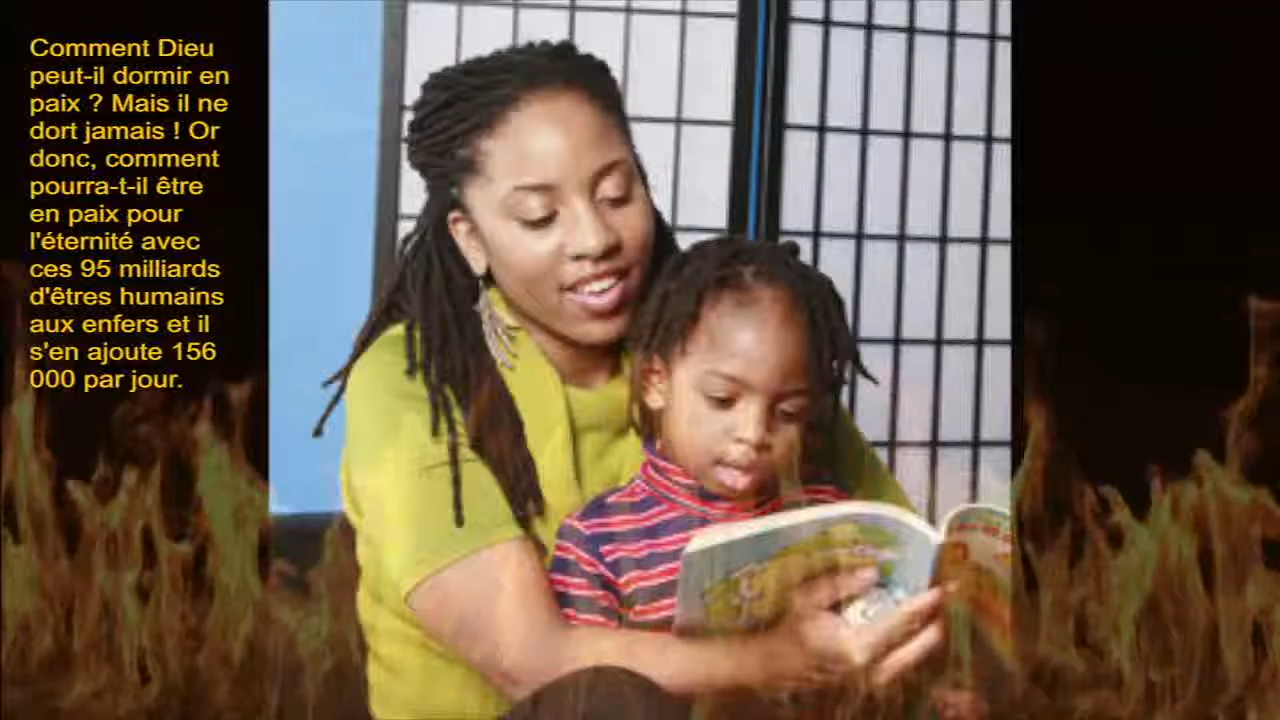 Comment Dieu
peut-il dormir en
paix ? Mais il ne
dort jamais ! Or
donc, comment
pourra-t-il être
en paix pour
l'éternité avec
ces 95 milliards
d'êtres humains
aux enfers et il
s'en ajoute 156
000 par jour.